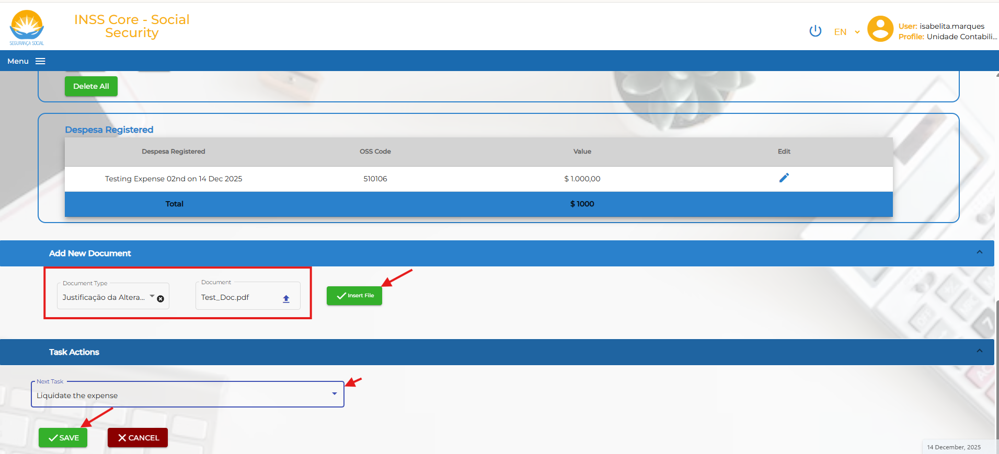 INSS Core - Social
Security
SEGURANÇA SOCIAL
EN
User: isabelita.marques
Profile: Unidade Contabili...
Menu
Delete All
Despesa Registered
Despesa Registered OSS Code Value Edit
Testing Expense 02nd on 14 Dec 2025 510106 $ 1.000,00
Total $ 1000
Add New Document
Document Type
Justificação da Altera...
Document
Test_Doc.pdf
Insert File
Task Actions
Next Task
Liquidate the expense
SAVE
CANCEL
14 December, 2025